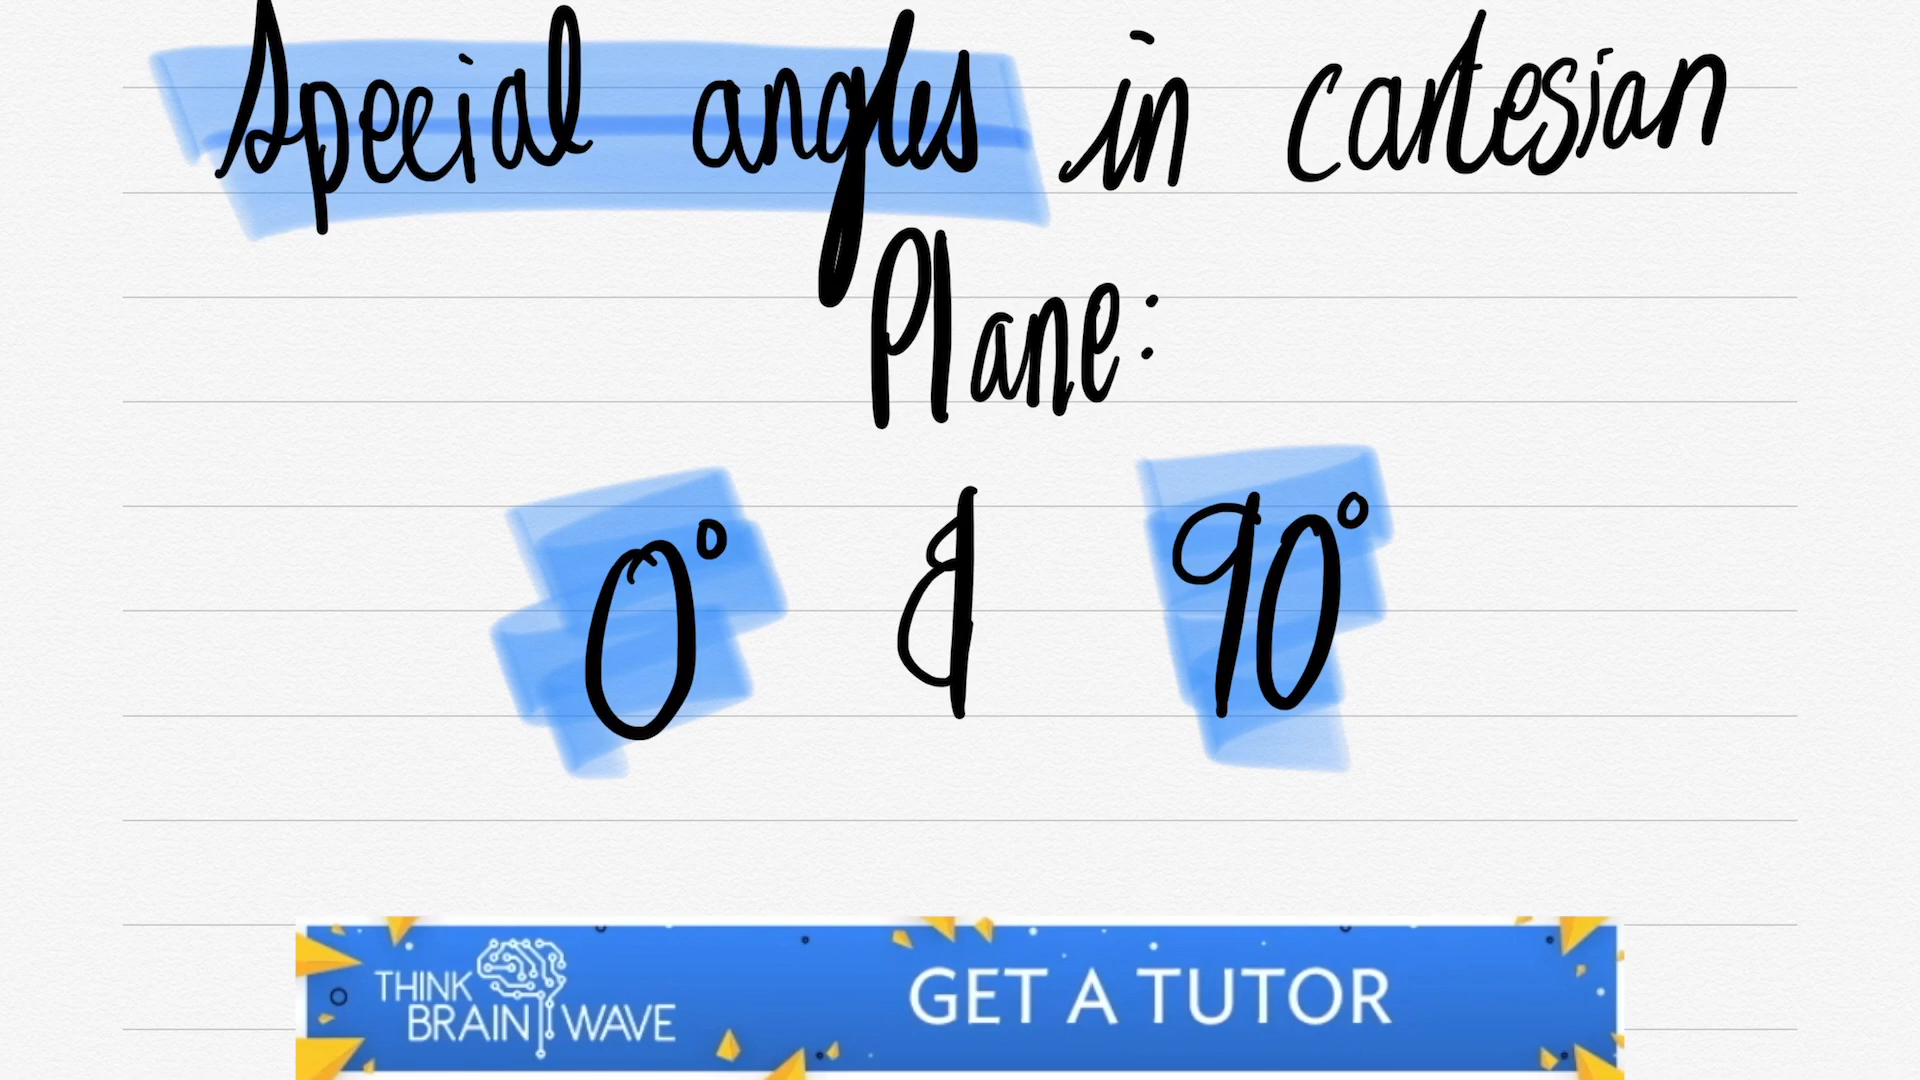 Special angles in cartesian
Plane:
0° & 90°
THINK
BRAIN WAVE
GET A TUTOR